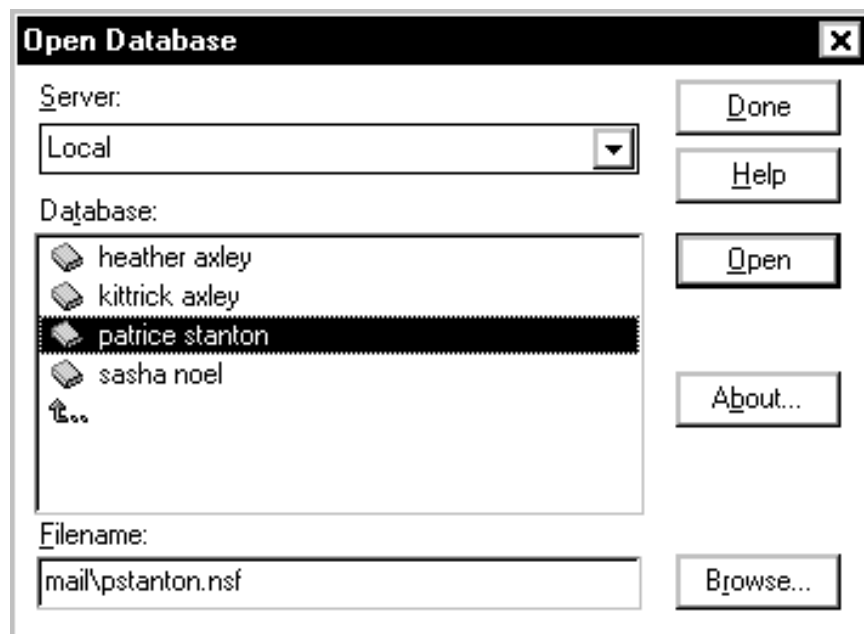 Open Database
Server:
Local
Done
Help
Database:
heather axley
kittrick axley
patrice stanton
sasha noel
..
Open
About...
Filename:
mail\pstanton.nsf
Browse...